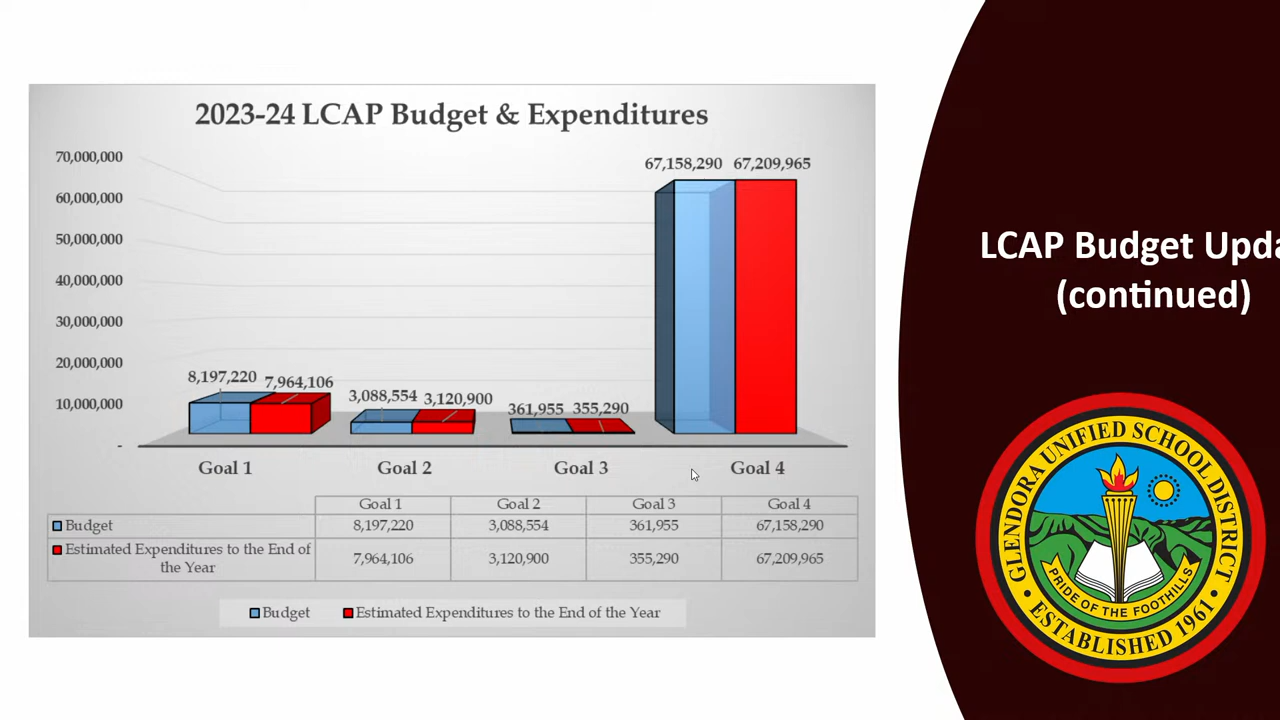 2023-24 LCAP Budget & Expenditures
70,000,000
60,000,000
50,000,000
40,000,000
30,000,000
20,000,000
10,000,000
-
8,197,220 7,964,106
3,088,554 3,120,900
361,955 355,290
67,158,290 67,209,965
Goal 1 Goal 2 Goal 3 Goal 4
Goal 1 Goal 2 Goal 3 Goal 4
Budget 8,197,220 3,088,554 361,955 67,158,290
Estimated Expenditures to the End of
the Year 7,964,106 3,120,900 355,290 67,209,965
Budget Estimated Expenditures to the End of the Year
LCAP Budget Upda
(continued)
GLENDORA UNIFIED SCHOOL DISTRICT
PRIDE OF THE FOOTHILLS
• ESTABLISHED 1961 •